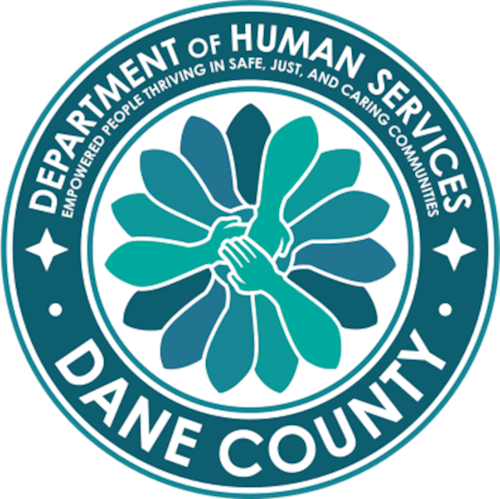 DEPARTMENT OF HUMAN SERVICES
EMPOWERED PEOPLE THRIVING IN SAFE, JUST, AND CARING COMMUNITIES
DANE COUNTY